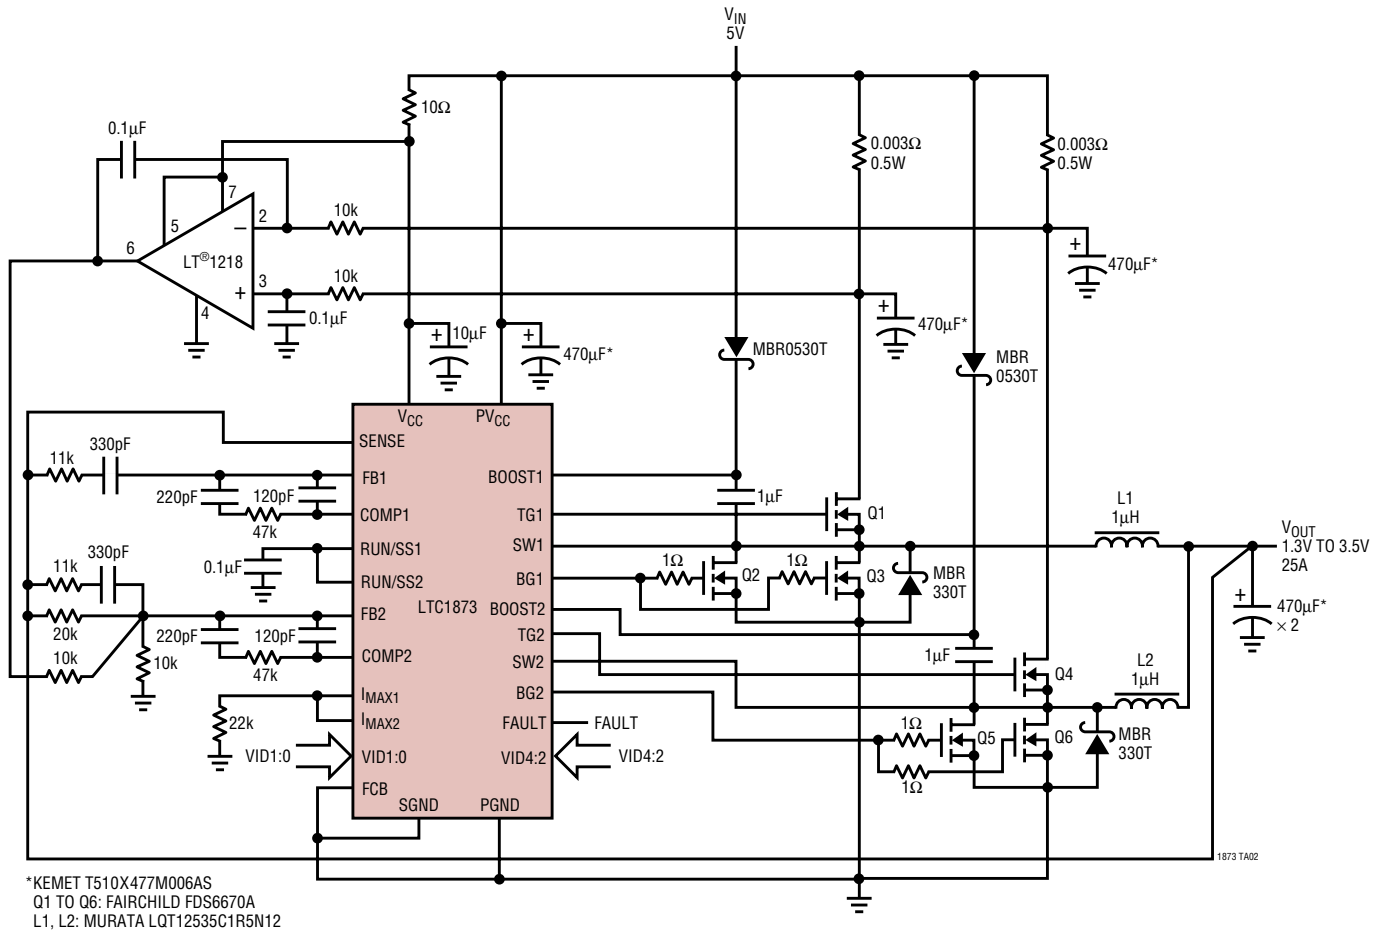 V_IN
5V
10Ω
0.1µF
0.003Ω
0.5W
0.003Ω
0.5W
7
5
2
10k
–
6
LT®1218
3
10k
+
4
0.1µF
+
470µF*
+
470µF*
+
10µF
+
470µF*
MBR0530T
MBR
0530T
V_CC
PV_CC
SENSE
330pF
11k
FB1
BOOST1
220pF
120pF
1µF
47k
COMP1
TG1
Q1
L1
1µH
V_OUT
1.3V TO 3.5V
25A
RUN/SS1
SW1
330pF
11k
0.1µF
RUN/SS2
BG1
1Ω
Q2
1Ω
Q3
MBR
330T
LTC1873
20k
FB2
BOOST2
+
470µF*
× 2
220pF
120pF
10k
10k
47k
COMP2
TG2
SW2
1µF
Q4
L2
1µH
I_MAX1
BG2
22k
I_MAX2
FAULT
FAULT
1Ω
Q5
Q6
MBR
330T
VID1:0
VID1:0
VID4:2
VID4:2
1Ω
FCB
SGND
PGND
1873 TA02
*KEMET T510X477M006AS
Q1 TO Q6: FAIRCHILD FDS6670A
L1, L2: MURATA LQT12535C1R5N12